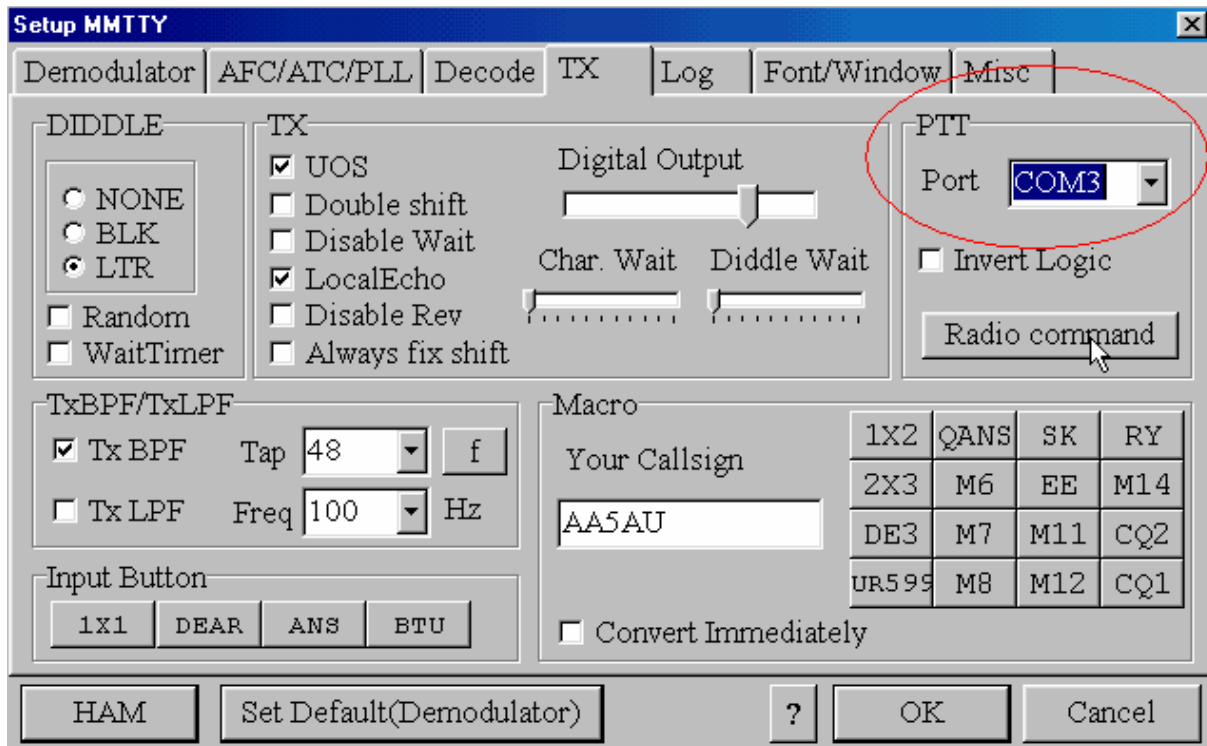 Setup MMTTY
Demodulator AFC/ATC/PLL Decode TX Log Font/Window Misc
DIDDLE
NONE
BLK
LTR
Random
WaitTimer
TX
UOS
Double shift
Disable Wait
LocalEcho
Disable Rev
Always fix shift
Digital Output
Char. Wait Diddle Wait
PTT
Port COM3
Invert Logic
Radio command
TxBPF/TxLPF
Tx BPF Tap 48 f
Tx LPF Freq 100 Hz
Input Button
1X1 DEAR ANS BTU
Macro
Your Callsign
AA5AU
Convert Immediately
1X2 QANS SK RY
2X3 M6 EE M14
DE3 M7 M11 CQ2
UR599 M8 M12 CQ1
HAM Set Default(Demodulator) ? OK Cancel